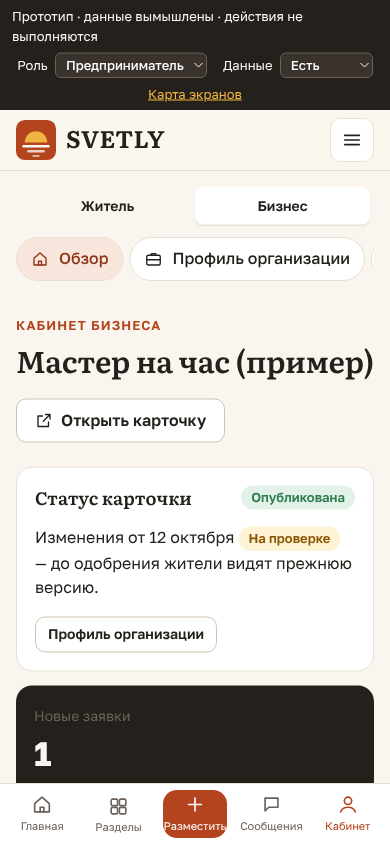 Прототип · данные вымышлены · действия не
выполняются
Роль Предприниматель Данные Есть
Карта экранов
SVETLY
Житель Бизнес
Обзор Профиль организации
КАБИНЕТ БИЗНЕСА
Мастер на час (пример)
Открыть карточку
Статус карточки Опубликована
Изменения от 12 октября На проверке
— до одобрения жители видят прежнюю
версию.
Профиль организации
Новые заявки
1
Главная Разделы Разместить Сообщения Кабинет